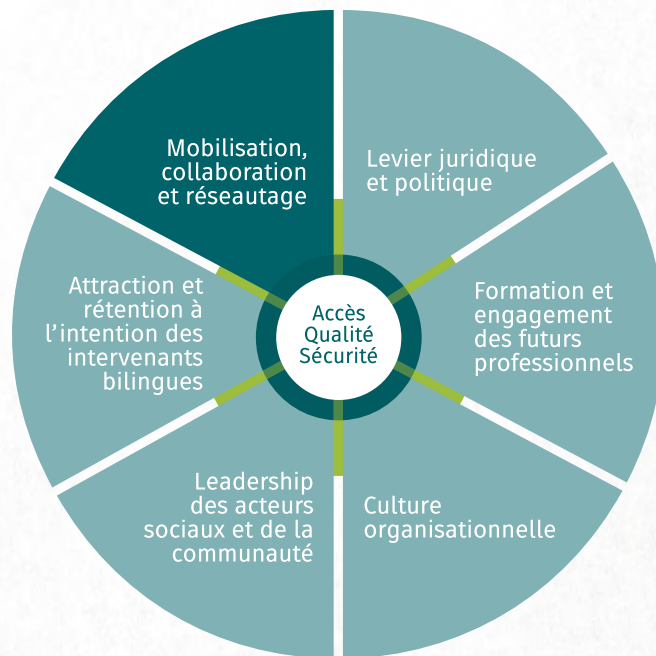 Mobilisation,
collaboration
et réseautage
Levier juridique
et politique
Attraction et
rétention à
l’intention des
intervenants
bilingues
Accès
Qualité
Sécurité
Formation et
engagement
des futurs
professionnels
Leadership
des acteurs
sociaux et de la
communauté
Culture
organisationnelle